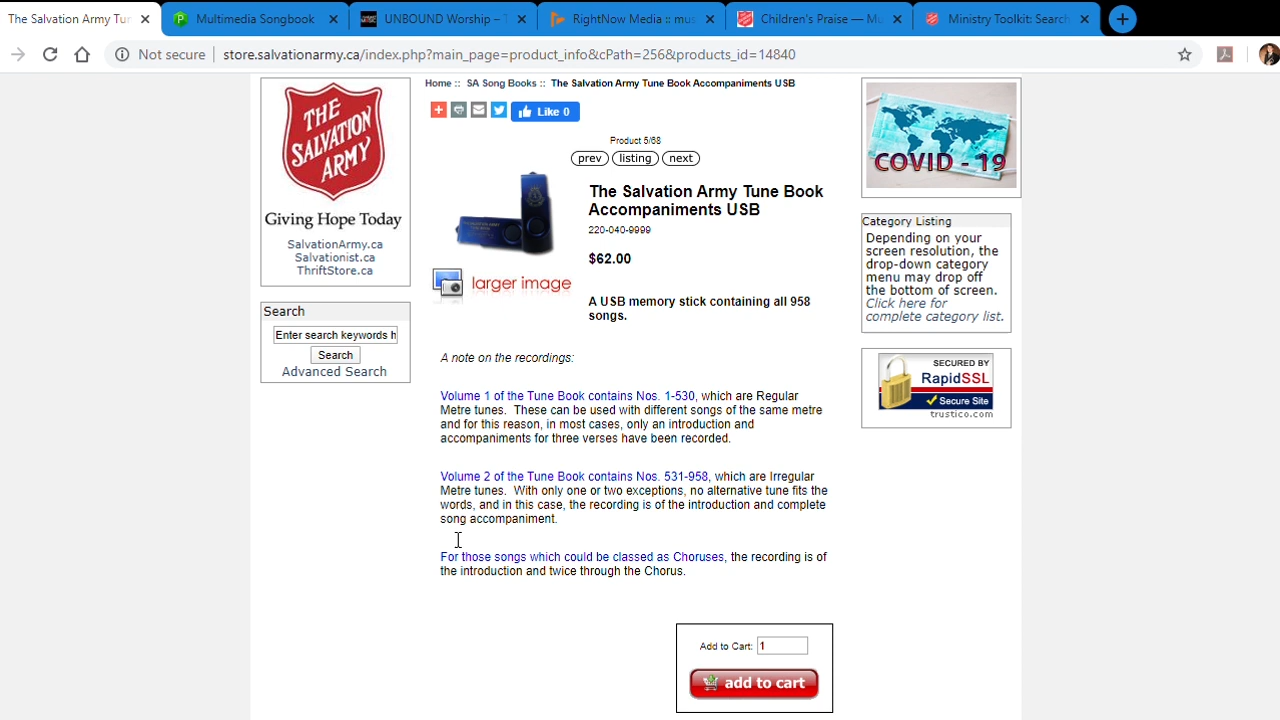 The Salvation Army Tu
Multimedia Songbook
UNBOUND Worship –
RightNow Media :: mus
Children's Praise — Mu
Ministry Toolkit: Search
Not secure
store.salvationarmy.ca/index.php?main_page=product_info&cPath=256&products_id=14840
THE SALVATION ARMY
Giving Hope Today
SalvationArmy.ca
Salvationist.ca
ThriftStore.ca
Search
Enter search keywords h
Search
Advanced Search
Home :: SA Song Books :: The Salvation Army Tune Book Accompaniments USB
Like 0
Product 5/68
prev listing next
The Salvation Army Tune Book
Accompaniments USB
220-040-9999
$62.00
larger image
A USB memory stick containing all 958
songs.
A note on the recordings:
Volume 1 of the Tune Book contains Nos. 1-530, which are Regular
Metre tunes. These can be used with different songs of the same metre
and for this reason, in most cases, only an introduction and
accompaniments for three verses have been recorded.
Volume 2 of the Tune Book contains Nos. 531-958, which are Irregular
Metre tunes. With only one or two exceptions, no alternative tune fits the
words, and in this case, the recording is of the introduction and complete
song accompaniment.
For those songs which could be classed as Choruses, the recording is of
the introduction and twice through the Chorus.
Add to Cart: 1
add to cart
COVID - 19
Category Listing
Depending on your
screen resolution, the
drop-down category
menu may drop off
the bottom of screen.
Click here for
complete category list.
SECURED BY
RapidSSL
Secure Site
trustico.com